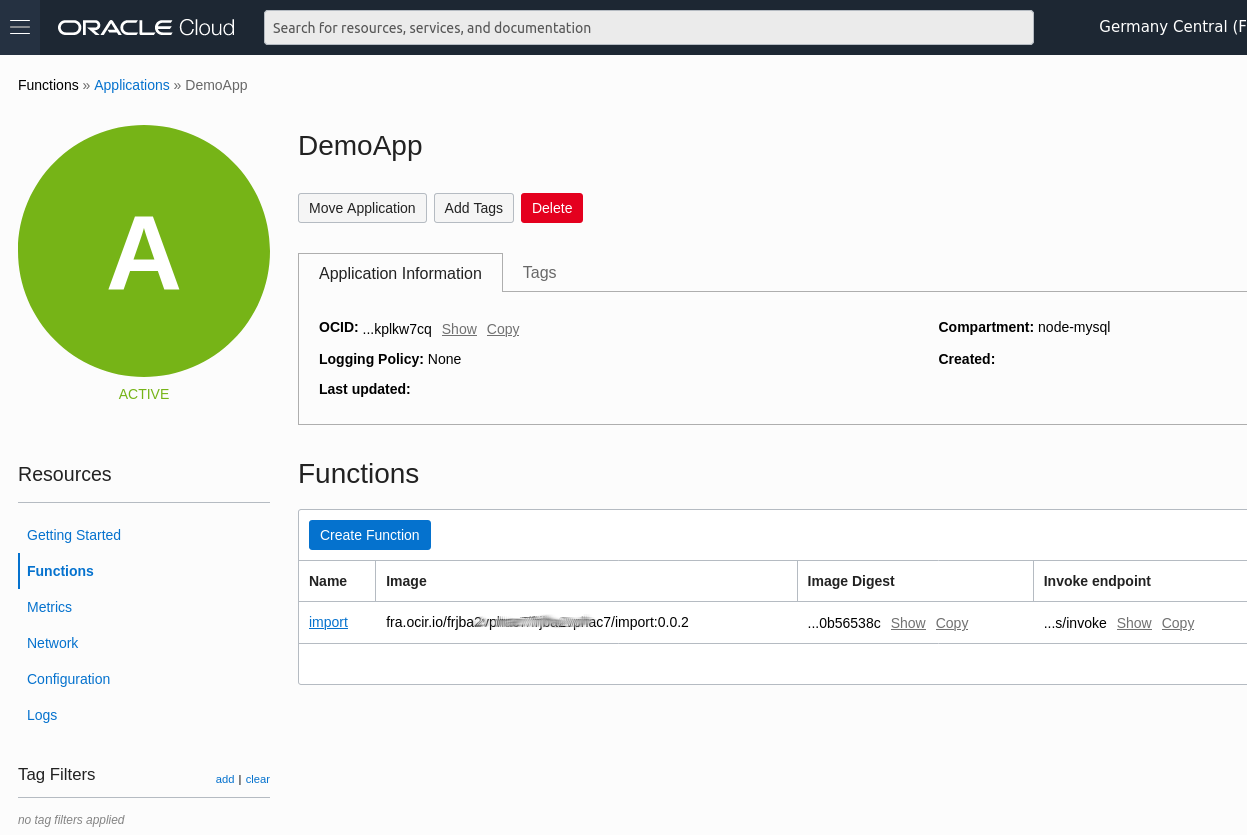 ORACLE Cloud
Search for resources, services, and documentation
Germany Central (F
Functions » Applications » DemoApp
A
ACTIVE
DemoApp
Move Application Add Tags Delete
Application Information Tags
OCID: ...kplkw7cq Show Copy
Compartment: node-mysql
Logging Policy: None
Created:
Last updated:
Resources
Getting Started
Functions
Metrics
Network
Configuration
Logs
Tag Filters add | clear
no tag filters applied
Functions
Create Function
Name Image Image Digest Invoke endpoint
import fra.ocir.io/frjba ac7/import:0.0.2 ...0b56538c Show Copy ...s/invoke Show Copy